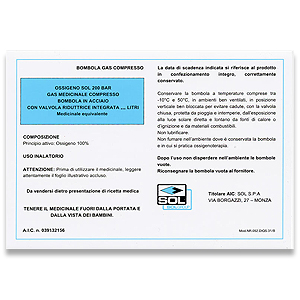 BOMBOLA GAS COMPRESSO
OSSIGENO SOL 200 BAR
GAS MEDICINALE COMPRESSO
BOMBOLA IN ACCIAIO
CON VALVOLA RIDUTTRICE INTEGRATA ... LITRI
Medicinale equivalente
COMPOSIZIONE
Principio attivo: Ossigeno 100%
USO INALATORIO
ATTENZIONE: Prima di utilizzare il medicinale, leggere
attentamente il foglio illustrativo accluso.
Da vendersi dietro presentazione di ricetta medica
TENERE IL MEDICINALE FUORI DALLA PORTATA E
DALLA VISTA DEI BAMBINI.
A.I.C. n. 039132156
La data di scadenza indicata si riferisce al prodotto
in confezionamento integro, correttamente
conservato.
Conservare la bombola a temperature comprese tra
-10°C e 50°C, in ambienti ben ventilati, in posizione
verticale ben bloccata per evitare cadute, con la valvola
chiusa, protetta da pioggia e intemperie, dall'esposizione
alla luce solare diretta e lontano da fonti di calore o
d'ignizione e da materiali combustibili.
Non lubrificare.
Non fumare nell'ambiente dove è conservata la bombola
e in cui si pratica ossigenoterapia.
Dopo l'uso non disperdere nell'ambiente le bombole
vuote.
Riconsegnare la bombola vuota al fornitore.
SOL
Titolare AIC: SOL S.P.A
VIA BORGAZZI, 27 – MONZA